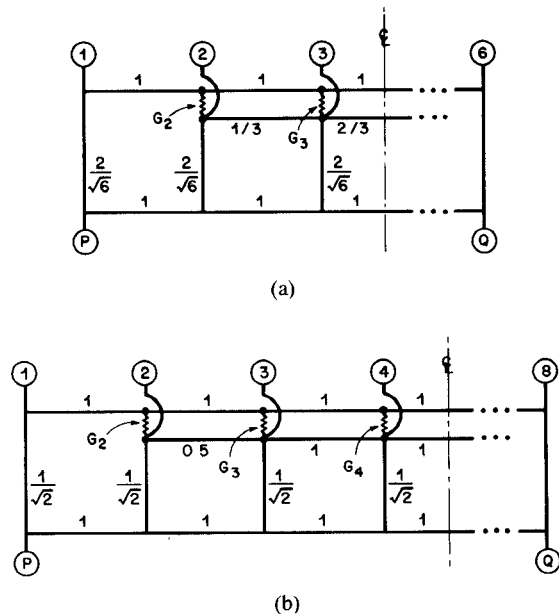 1 2 3 ℄ 6
1 1 1
G2 1/3 G3 2/3
2/√6 2/√6 2/√6
1 1 1
P Q
(a)
1 2 3 4 ℄ 8
1 1 1 1
G2 0 5 G3 1 G4 1
1/√2 1/√2 1/√2 1/√2
1 1 1 1
P Q
(b)